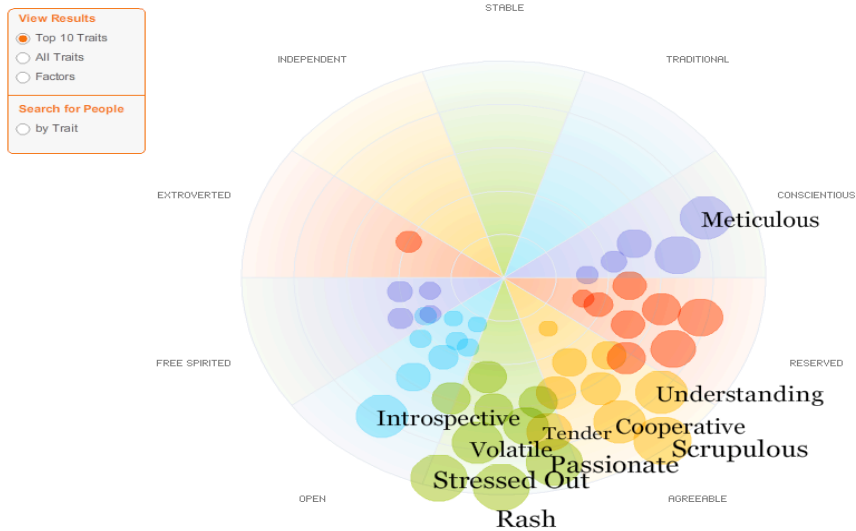 View Results
Top 10 Traits
All Traits
Factors
Search for People
by Trait
STABLE
INDEPENDENT
TRADITIONAL
EXTROVERTED
CONSCIENTIOUS
Meticulous
FREE SPIRITED
RESERVED
Understanding
Introspective
Cooperative
Tender
Volatile
Scrupulous
Passionate
Stressed Out
OPEN
AGREEABLE
Rash